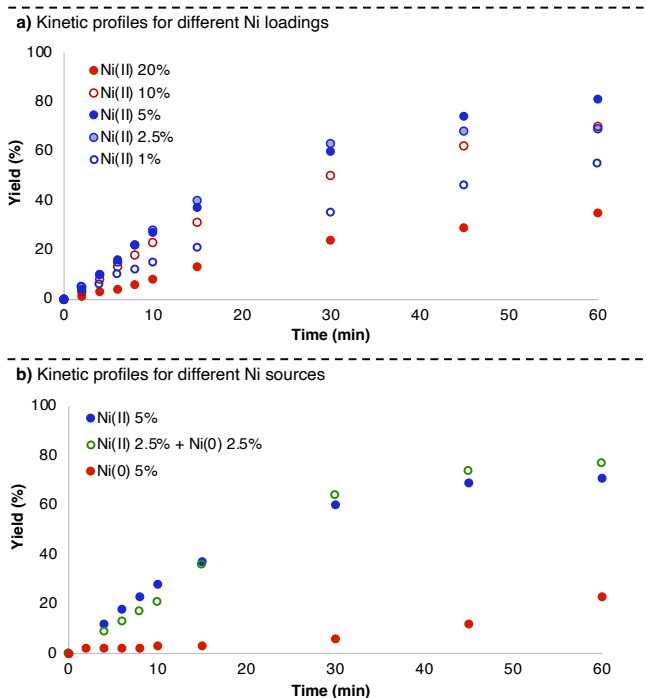 a) Kinetic profiles for different Ni loadings
100
80
60
40
20
0
Yield (%)
Ni(II) 20%
Ni(II) 10%
Ni(II) 5%
Ni(II) 2.5%
Ni(II) 1%
0 10 20 30 40 50 60
Time (min)
b) Kinetic profiles for different Ni sources
100
80
60
40
20
0
Yield (%)
Ni(II) 5%
Ni(II) 2.5% + Ni(0) 2.5%
Ni(0) 5%
0 10 20 30 40 50 60
Time (min)